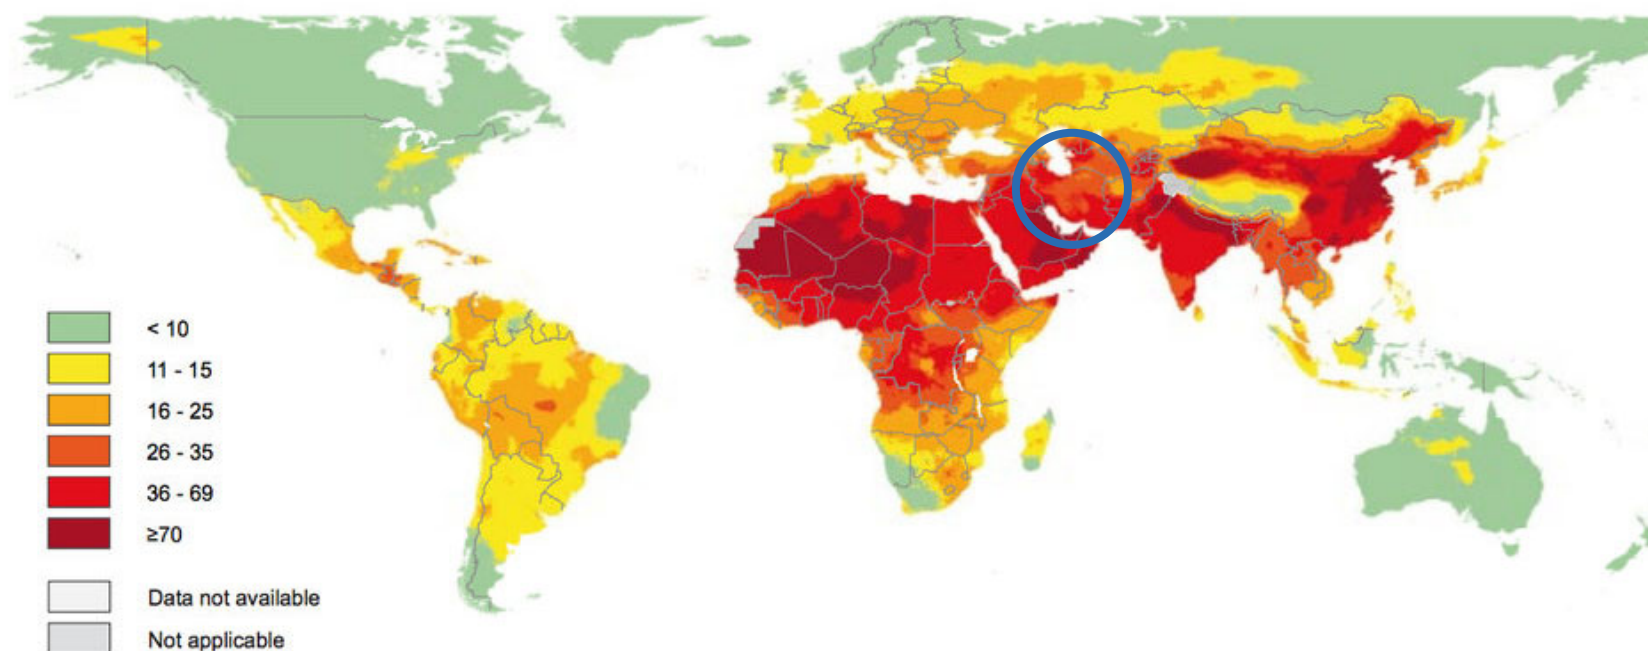 < 10
11 - 15
16 - 25
26 - 35
36 - 69
≥70
Data not available
Not applicable